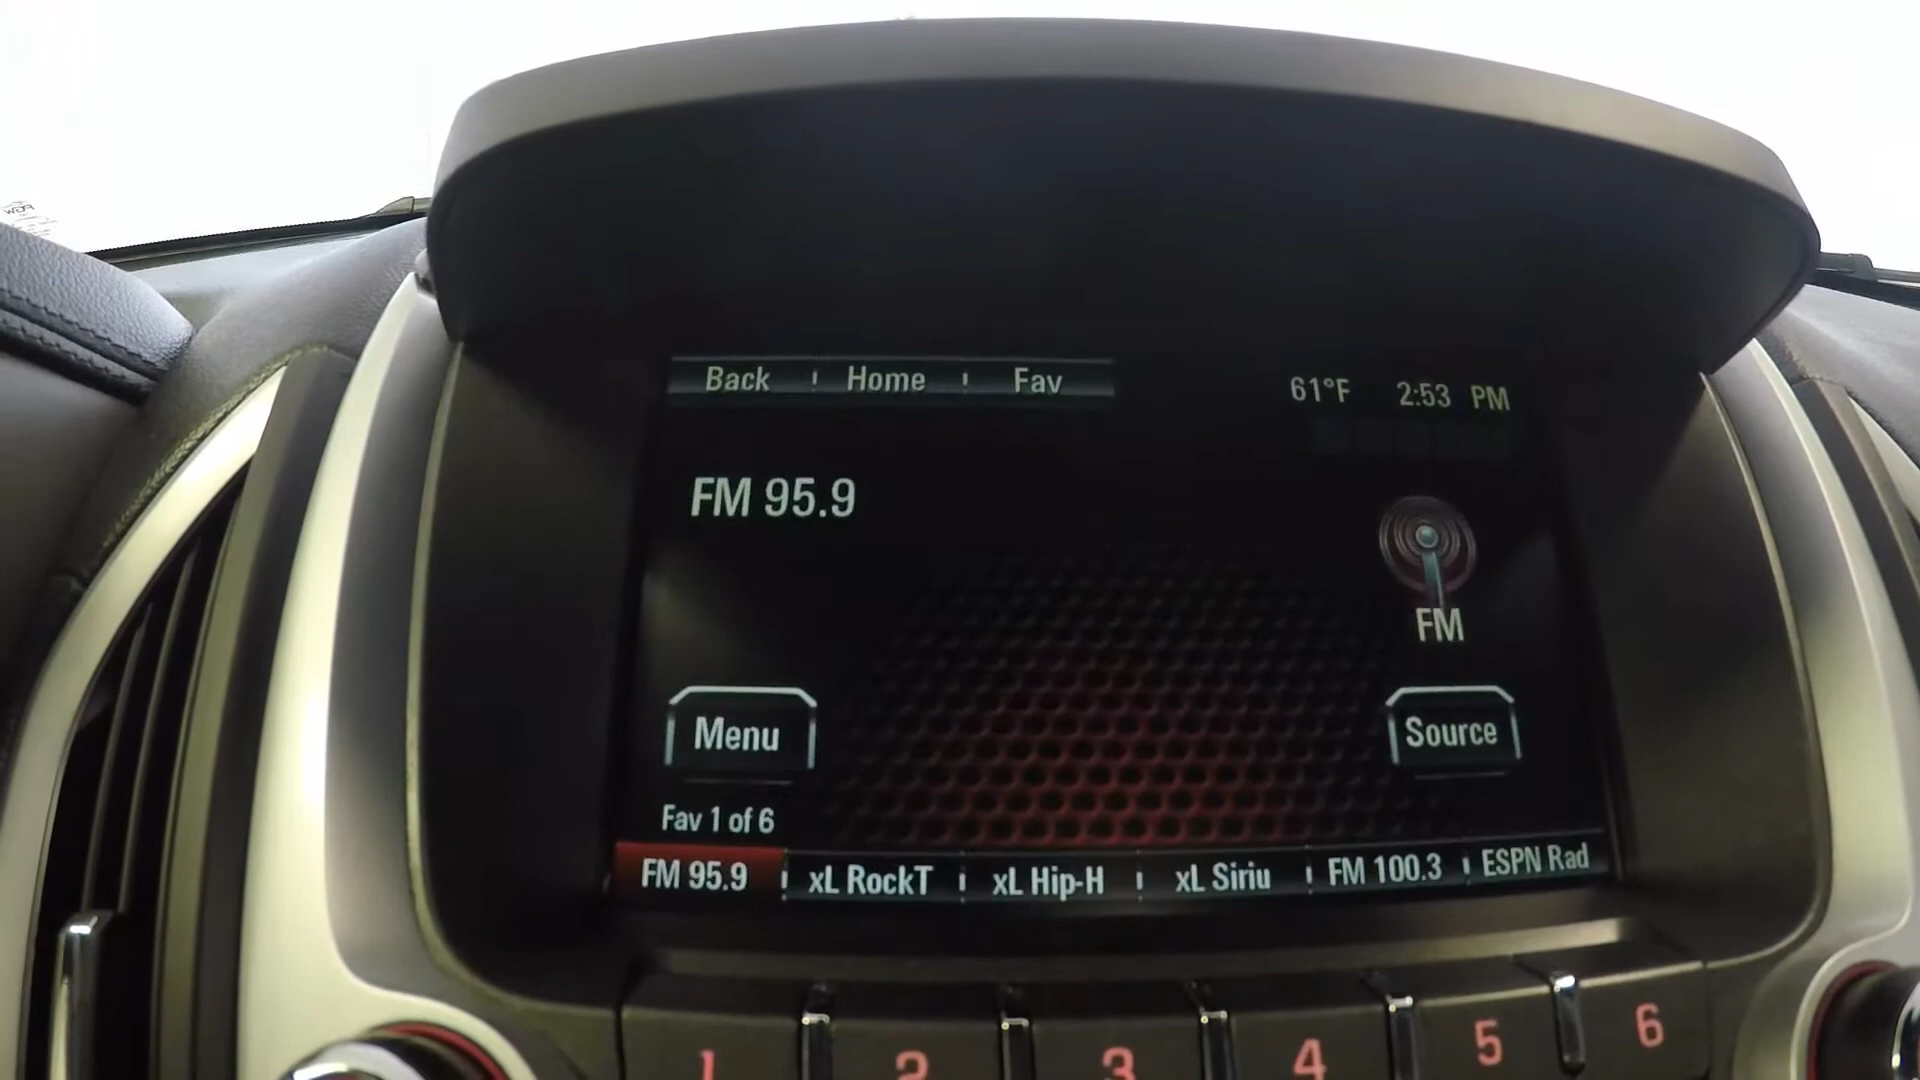 Back Home Fav
61°F 2:53 PM
FM 95.9
FM
Menu
Source
Fav 1 of 6
FM 95.9 xL RockT xL Hip-H xL Siriu FM 100.3 ESPN Rad
1 2 3 4 5 6